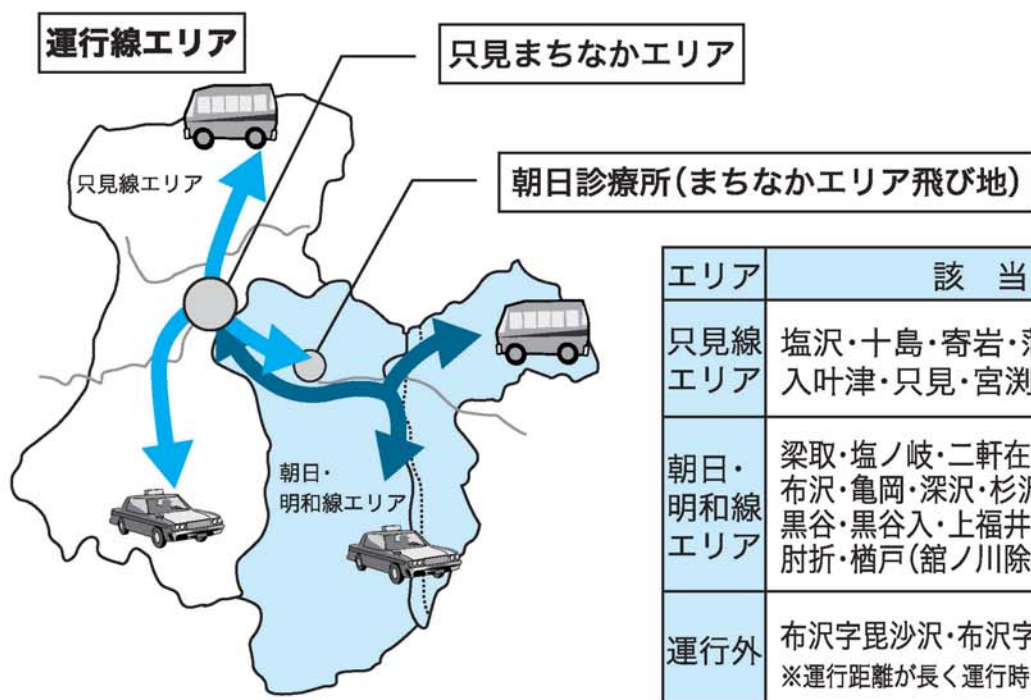 運行線エリア
只見まちなかエリア
只見線エリア
朝日診療所(まちなかエリア飛び地)
朝日・
明和線エリア
エリア 該 当
只見線
エリア
塩沢・十島・寄岩・
入叶津・只見・宮渕
朝日・
明和線
エリア
梁取・塩ノ岐・二軒在
布沢・亀岡・深沢・杉沢
黒谷・黒谷入・上福井
肘折・楢戸(舘ノ川除
運行外
布沢字毘沙沢・布沢字
※運行距離が長く運行時